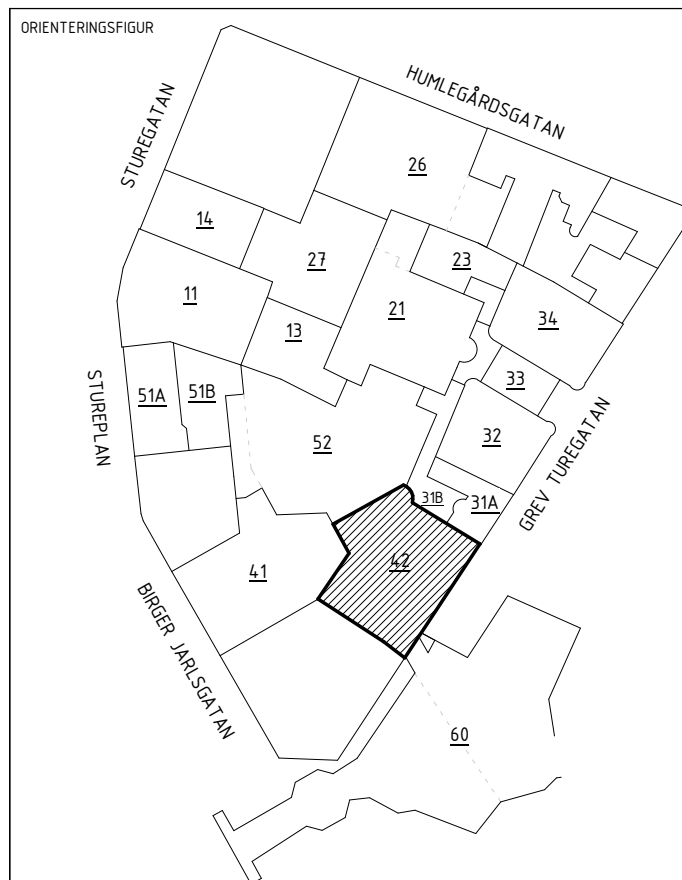 ORIENTERINGSFIGUR
HUMLEGÅRDSGATAN
STUREGATAN
26
14
27
23
11
21
34
13
33
51A
51B
STUREPLAN
32
52
GREV TUREGATAN
31B
31A
42
41
BIRGER JARLSGATAN
60